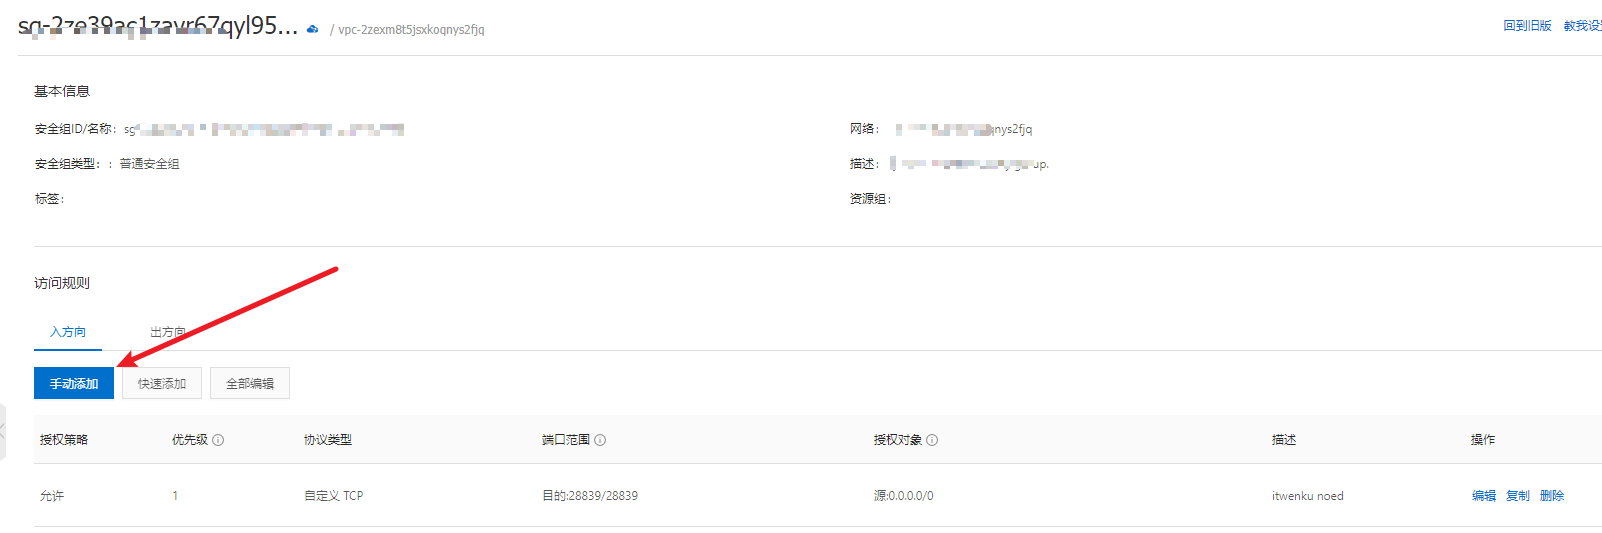 sg-2ze39ac1zavr67qyl95... / vpc-2zexm8t5jsxkoqnys2fjq 回到旧版 教我设
基本信息
安全组ID/名称: sg 网络: qnys2fjq
安全组类型: : 普通安全组 描述: up.
标签: 资源组:
访问规则
入方向 出方向
手动添加 快速添加 全部编辑
授权策略 优先级 协议类型 端口范围 授权对象 描述 操作
允许 1 自定义 TCP 目的:28839/28839 源:0.0.0.0/0 itwenku noed 编辑 复制 删除